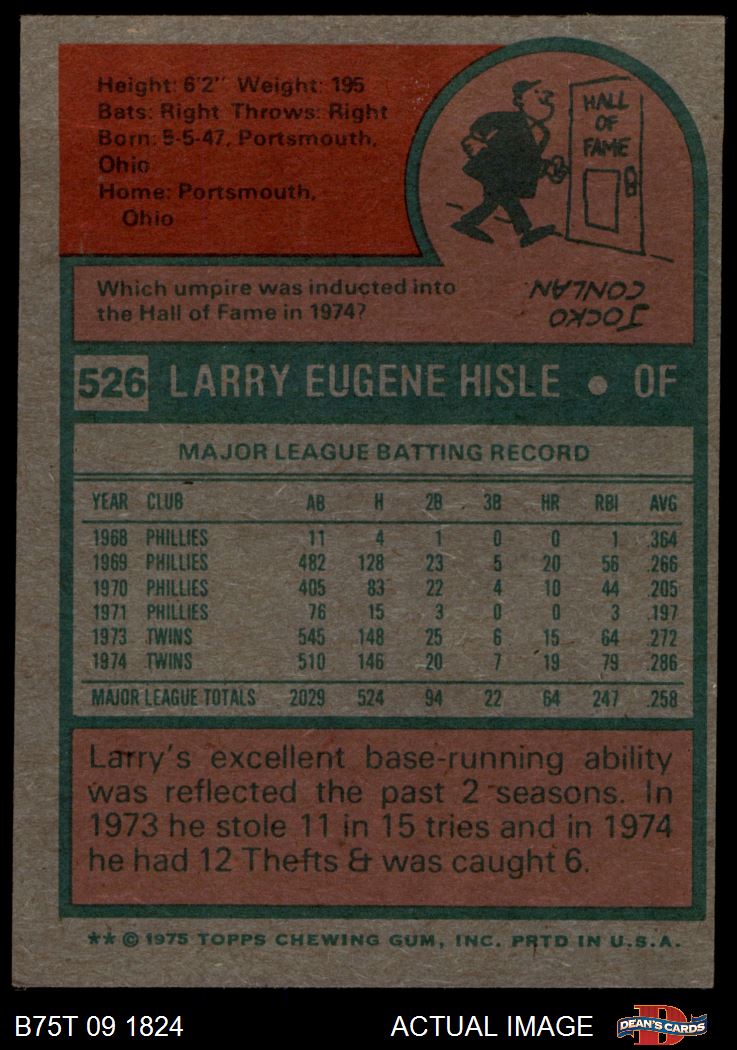 Height: 6'2" Weight: 195
Bats: Right Throws: Right
Born: 5-5-47, Portsmouth,
Ohio
Home: Portsmouth,
Ohio
HALL
OF
FAME
Which umpire was inducted into
the Hall of Fame in 1974?
JOCKO
CONLAN.
526 LARRY EUGENE HISLE • OF
MAJOR LEAGUE BATTING RECORD
YEAR CLUB AB H 2B 3B HR RBI AVG
1968 PHILLIES 11 4 1 0 0 1 .364
1969 PHILLIES 482 128 23 5 20 56 .266
1970 PHILLIES 405 83 22 4 10 44 .205
1971 PHILLIES 76 15 3 0 0 3 .197
1973 TWINS 545 148 25 6 15 64 .272
1974 TWINS 510 146 20 7 19 79 .286
MAJOR LEAGUE TOTALS 2029 524 94 22 64 247 .258
Larry's excellent base-running ability
was reflected the past 2 seasons. In
1973 he stole 11 in 15 tries and in 1974
he had 12 Thefts & was caught 6.
** © 1975 TOPPS CHEWING GUM, INC. PRTD IN U.S.A.
B75T 09 1824 ACTUAL IMAGE
D
DEAN'S CARDS